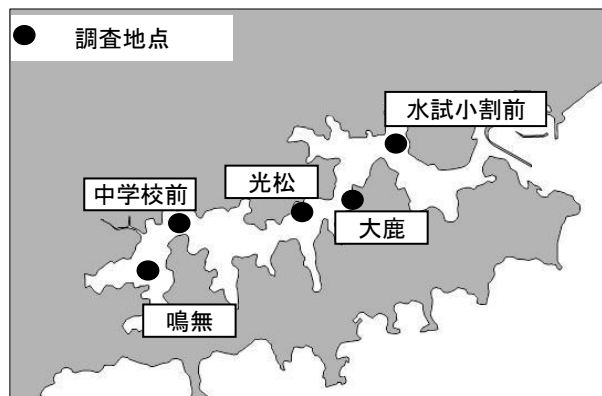 調査地点
水試小割前
光松
中学校前
大鹿
鳴無